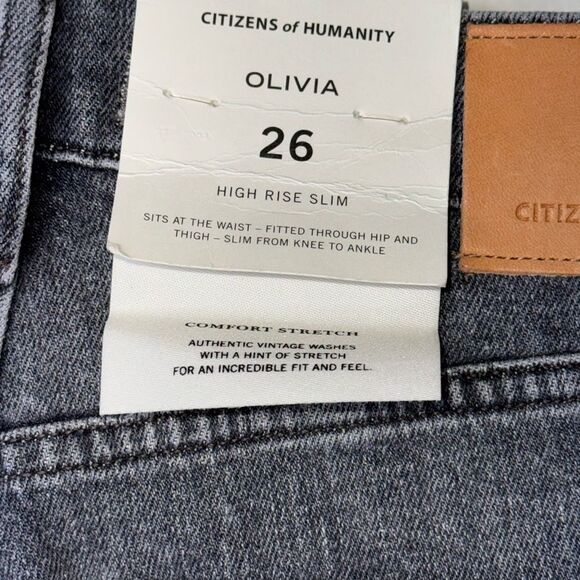 CITIZENS of HUMANITY
OLIVIA
26
HIGH RISE SLIM
SITS AT THE WAIST – FITTED THROUGH HIP AND
THIGH – SLIM FROM KNEE TO ANKLE
COMFORT STRETCH
AUTHENTIC VINTAGE WASHES
WITH A HINT OF STRETCH
FOR AN INCREDIBLE FIT AND FEEL.
CITIZ